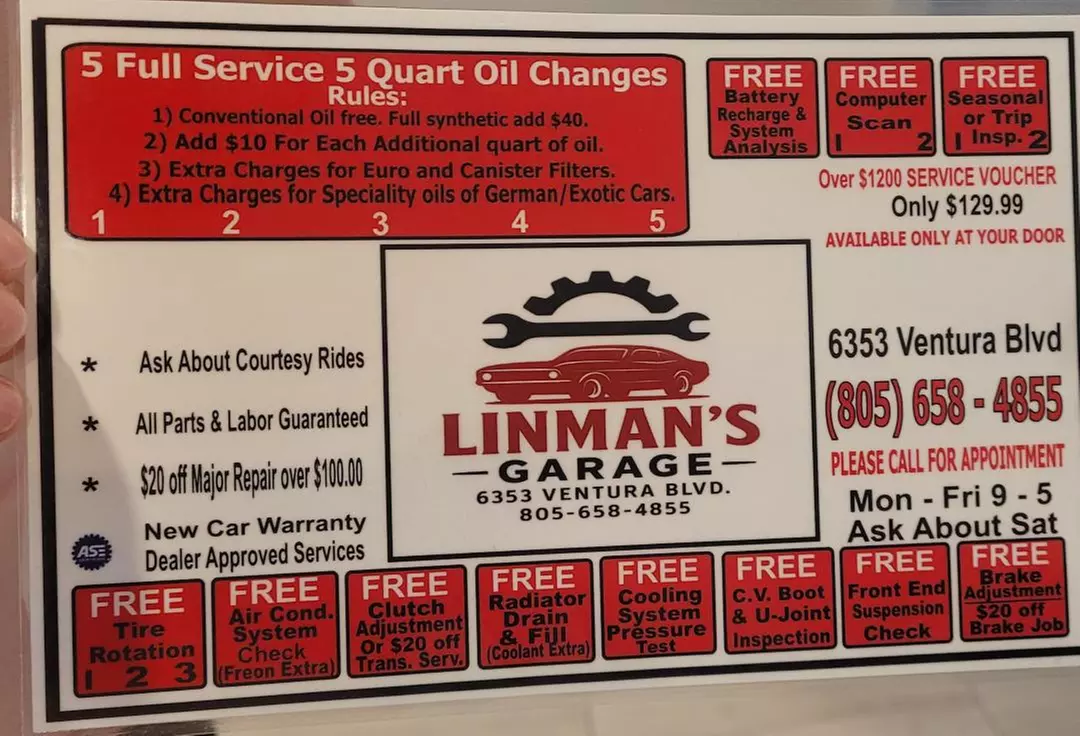 5 Full Service 5 Quart Oil Changes
Rules:
1) Conventional Oil free. Full synthetic add $40.
2) Add $10 For Each Additional quart of oil.
3) Extra Charges for Euro and Canister Filters.
4) Extra Charges for Speciality oils of German/Exotic Cars.
1 2 3 4 5
FREE
Battery
Recharge &
System
Analysis
FREE
Computer
Scan
1 2
FREE
Seasonal
or Trip
1 Insp. 2
Over $1200 SERVICE VOUCHER
Only $129.99
AVAILABLE ONLY AT YOUR DOOR
* Ask About Courtesy Rides
* All Parts & Labor Guaranteed
* $20 off Major Repair over $100.00
ASE
New Car Warranty
Dealer Approved Services
LINMAN'S
GARAGE
6353 VENTURA BLVD.
805-658-4855
6353 Ventura Blvd
(805) 658 - 4855
PLEASE CALL FOR APPOINTMENT
Mon - Fri 9 - 5
Ask About Sat
FREE
Tire
Rotation
1 2 3
FREE
Air Cond.
System
Check
(Freon Extra)
FREE
Clutch
Adjustment
Or $20 off
Trans. Serv.
FREE
Radiator
Drain
& Fill
(Coolant Extra)
FREE
Cooling
System
Pressure
Test
FREE
C.V. Boot
& U-Joint
Inspection
FREE
Front End
Suspension
Check
FREE
Brake
Adjustment
$20 off
Brake Job